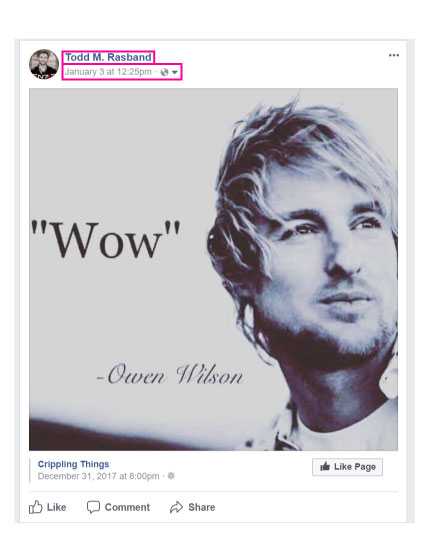 Todd M. Rasband
January 3 at 12:25pm ·
"Wow"
-Owen Wilson
Crippling Things
December 31, 2017 at 8:00pm ·
Like Page
Like Comment Share